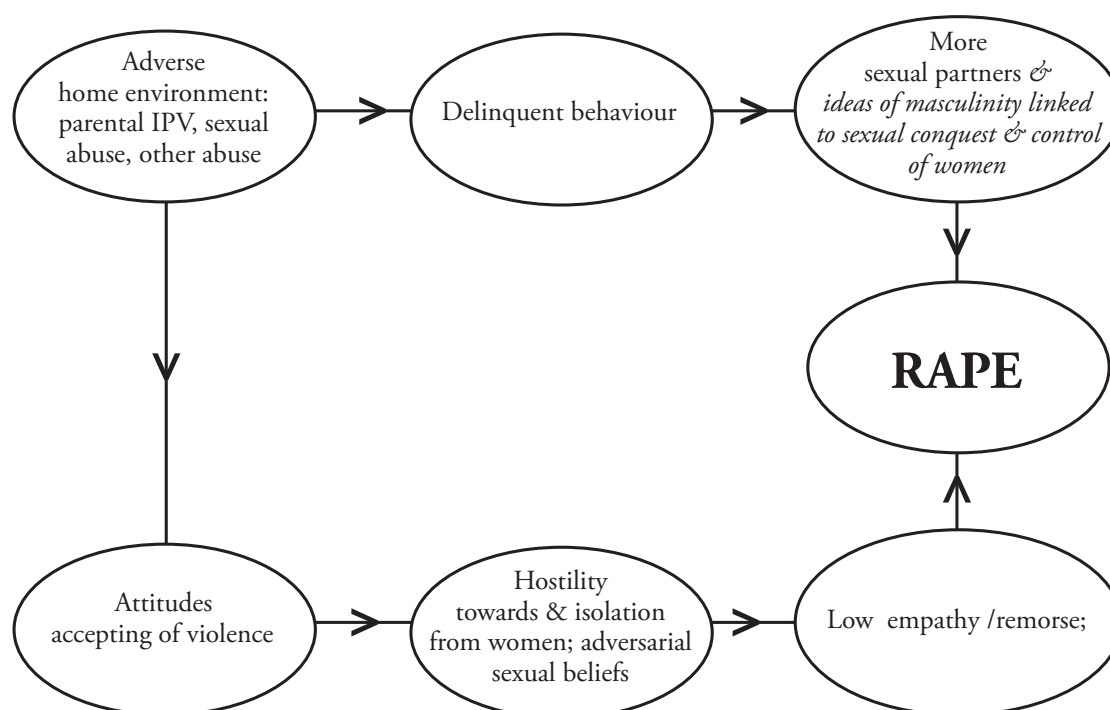 Adverse
home environment:
parental IPV, sexual
abuse, other abuse
Delinquent behaviour
More
sexual partners &
ideas of masculinity linked
to sexual conquest & control
of women
RAPE
Attitudes
accepting of violence
Hostility
towards & isolation
from women; adversarial
sexual beliefs
Low empathy /remorse;